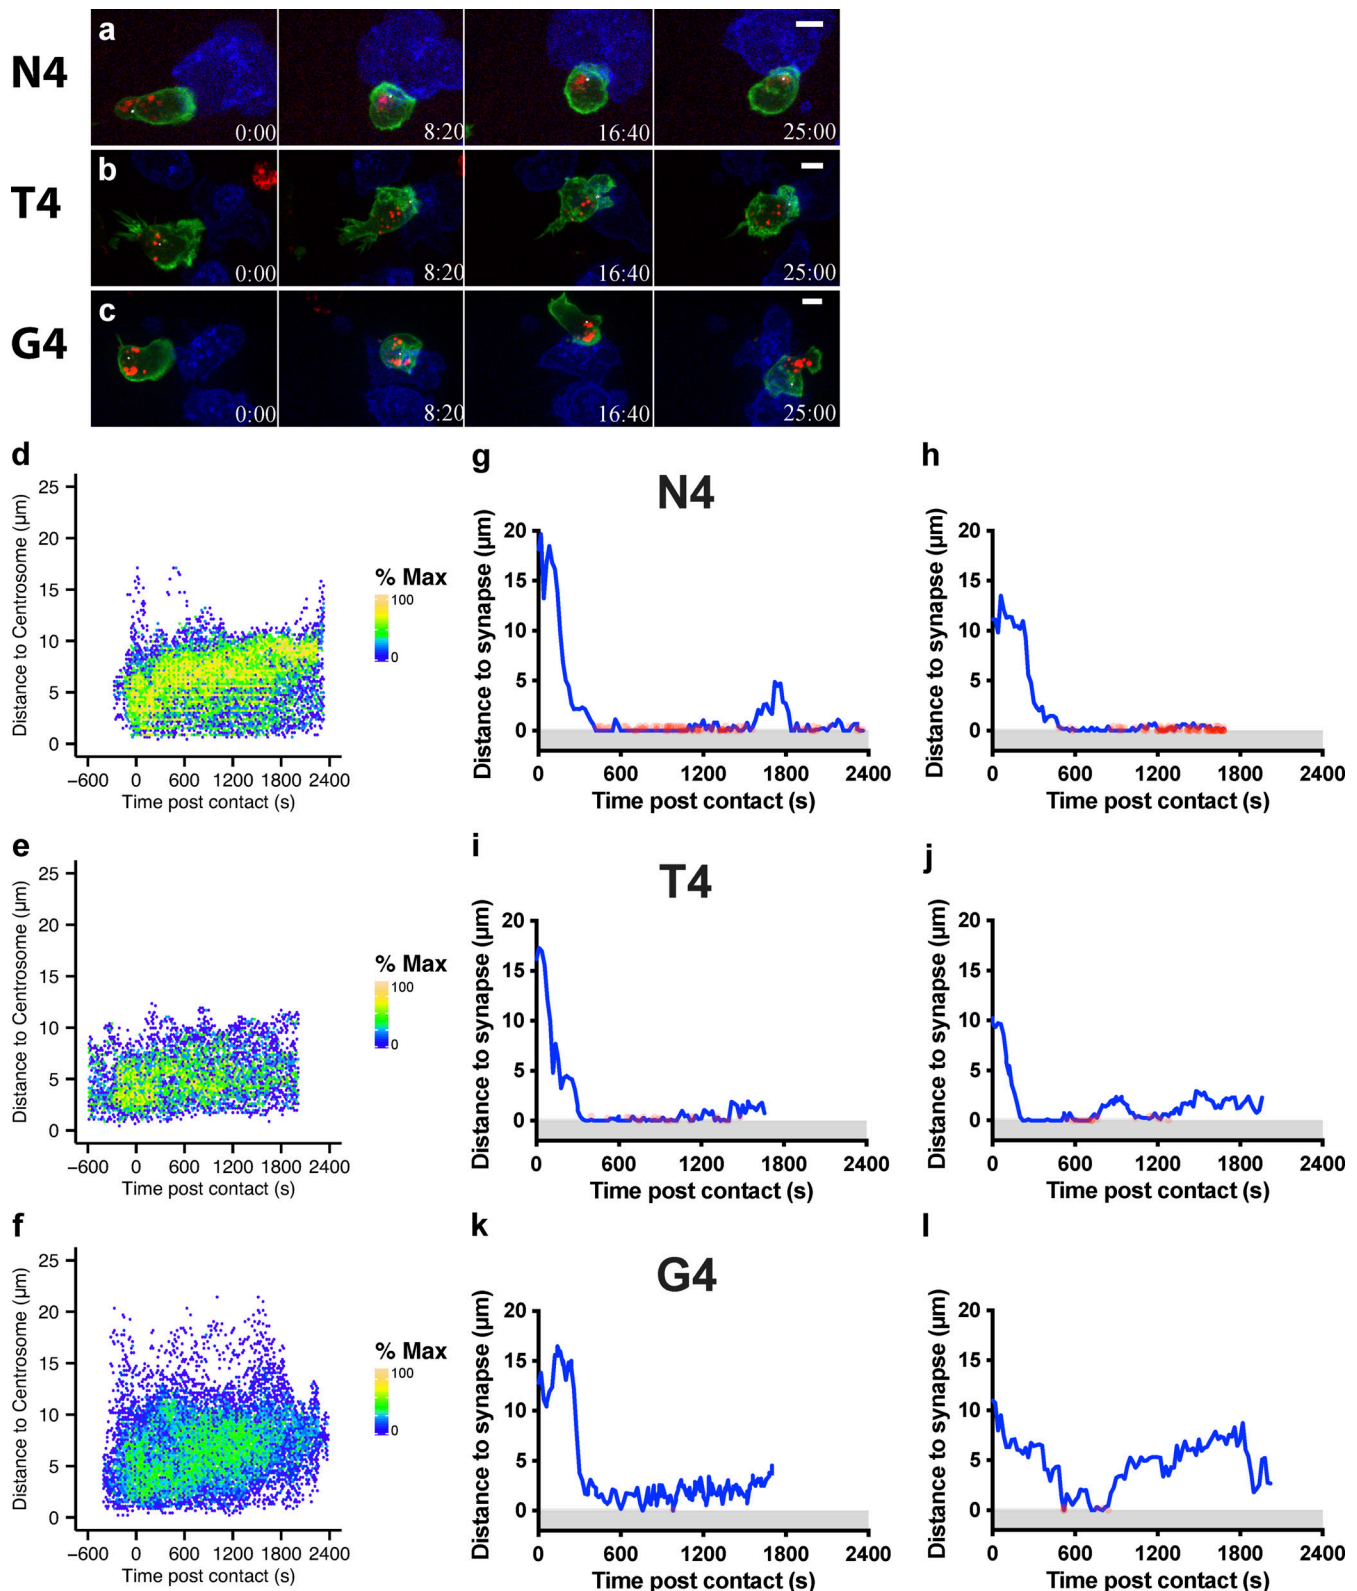 a
N4
0:00
8:20
16:40
25:00
b
T4
0:00
8:20
16:40
25:00
c
G4
0:00
8:20
16:40
25:00
d
25
20
15
10
5
0
Distance to Centrosome (µm)
−600 0 600 1200 1800 2400
Time post contact (s)
% Max
100
0
g
N4
20
15
10
5
0
Distance to synapse (µm)
0 600 1200 1800 2400
Time post contact (s)
h
20
15
10
5
0
Distance to synapse (µm)
0 600 1200 1800 2400
Time post contact (s)
e
25
20
15
10
5
0
Distance to Centrosome (µm)
−600 0 600 1200 1800 2400
Time post contact (s)
% Max
100
0
i
T4
20
15
10
5
0
Distance to synapse (µm)
0 600 1200 1800 2400
Time post contact (s)
j
20
15
10
5
0
Distance to synapse (µm)
0 600 1200 1800 2400
Time post contact (s)
f
25
20
15
10
5
0
Distance to Centrosome (µm)
−600 0 600 1200 1800 2400
Time post contact (s)
% Max
100
0
k
G4
20
15
10
5
0
Distance to synapse (µm)
0 600 1200 1800 2400
Time post contact (s)
l
20
15
10
5
0
Distance to synapse (µm)
0 600 1200 1800 2400
Time post contact (s)